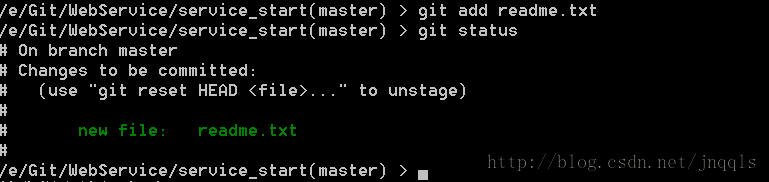 /e/Git/WebService/service_start(master) > git add readme.txt
/e/Git/WebService/service_start(master) > git status
# On branch master
# Changes to be committed:
#   (use "git reset HEAD <file>..." to unstage)
#
#       new file:   readme.txt
#
/e/Git/WebService/service_start(master) >
http://blog.csdn.net/jnqqls